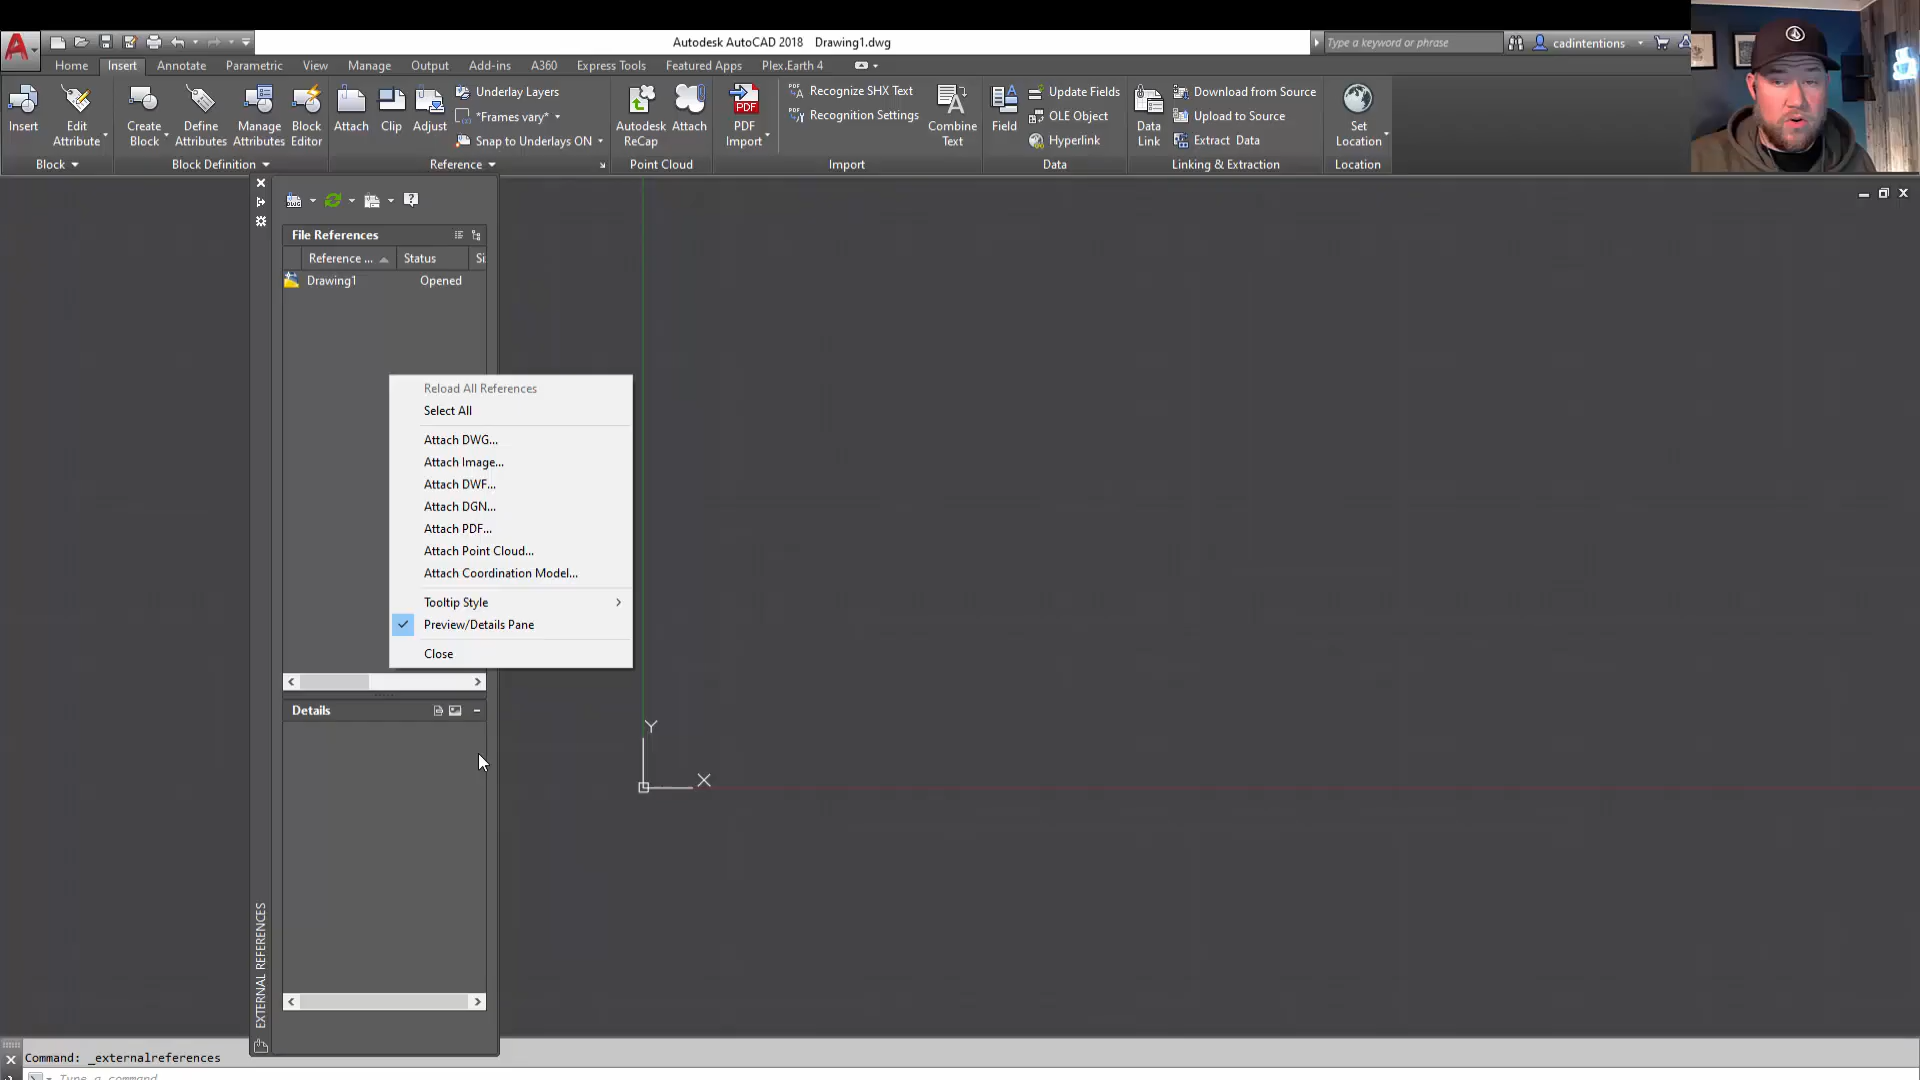 Autodesk AutoCAD 2018 Drawing1.dwg
Type a keyword or phrase
cadintentions
Home Insert Annotate Parametric View Manage Output Add-ins A360 Express Tools Featured Apps Plex.Earth 4
Insert
Edit Attribute
Create Block
Define Attributes
Manage Attributes
Block Editor
Attach
Clip
Adjust
Underlay Layers
*Frames vary*
Snap to Underlays ON
Autodesk ReCap
Attach
PDF
PDF Import
Recognize SHX Text
Recognition Settings
Combine Text
Field
Update Fields
OLE Object
Hyperlink
Data Link
Download from Source
Upload to Source
Extract Data
Set Location
Block
Block Definition
Reference
Point Cloud
Import
Data
Linking & Extraction
Location
File References
Reference ... Status Si
Drawing1 Opened
Reload All References
Select All
Attach DWG...
Attach Image...
Attach DWF...
Attach DGN...
Attach PDF...
Attach Point Cloud...
Attach Coordination Model...
Tooltip Style
Preview/Details Pane
Close
Details
Y
X
EXTERNAL REFERENCES
Command: _externalreferences
Type a command